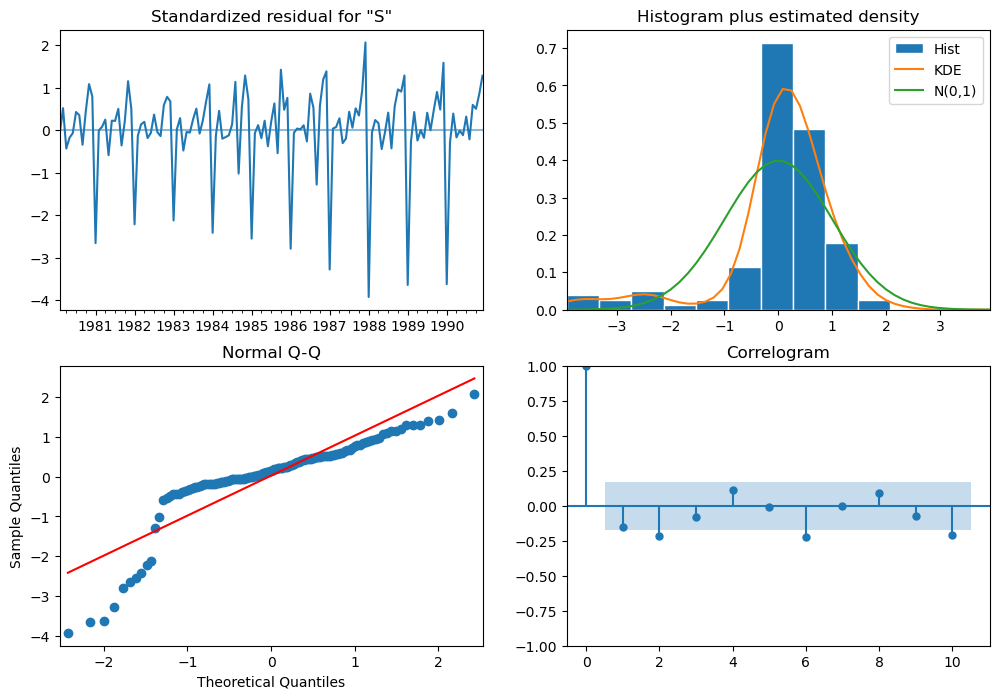 Standardized residual for "S"
2
1
0
−1
−2
−3
−4
1981 1982 1983 1984 1985 1986 1987 1988 1989 1990
Histogram plus estimated density
Hist
KDE
N(0,1)
0.7
0.6
0.5
0.4
0.3
0.2
0.1
0.0
−3 −2 −1 0 1 2 3
Normal Q-Q
Sample Quantiles
2
1
0
−1
−2
−3
−4
−2 −1 0 1 2
Theoretical Quantiles
Correlogram
1.00
0.75
0.50
0.25
0.00
−0.25
−0.50
−0.75
−1.00
0 2 4 6 8 10